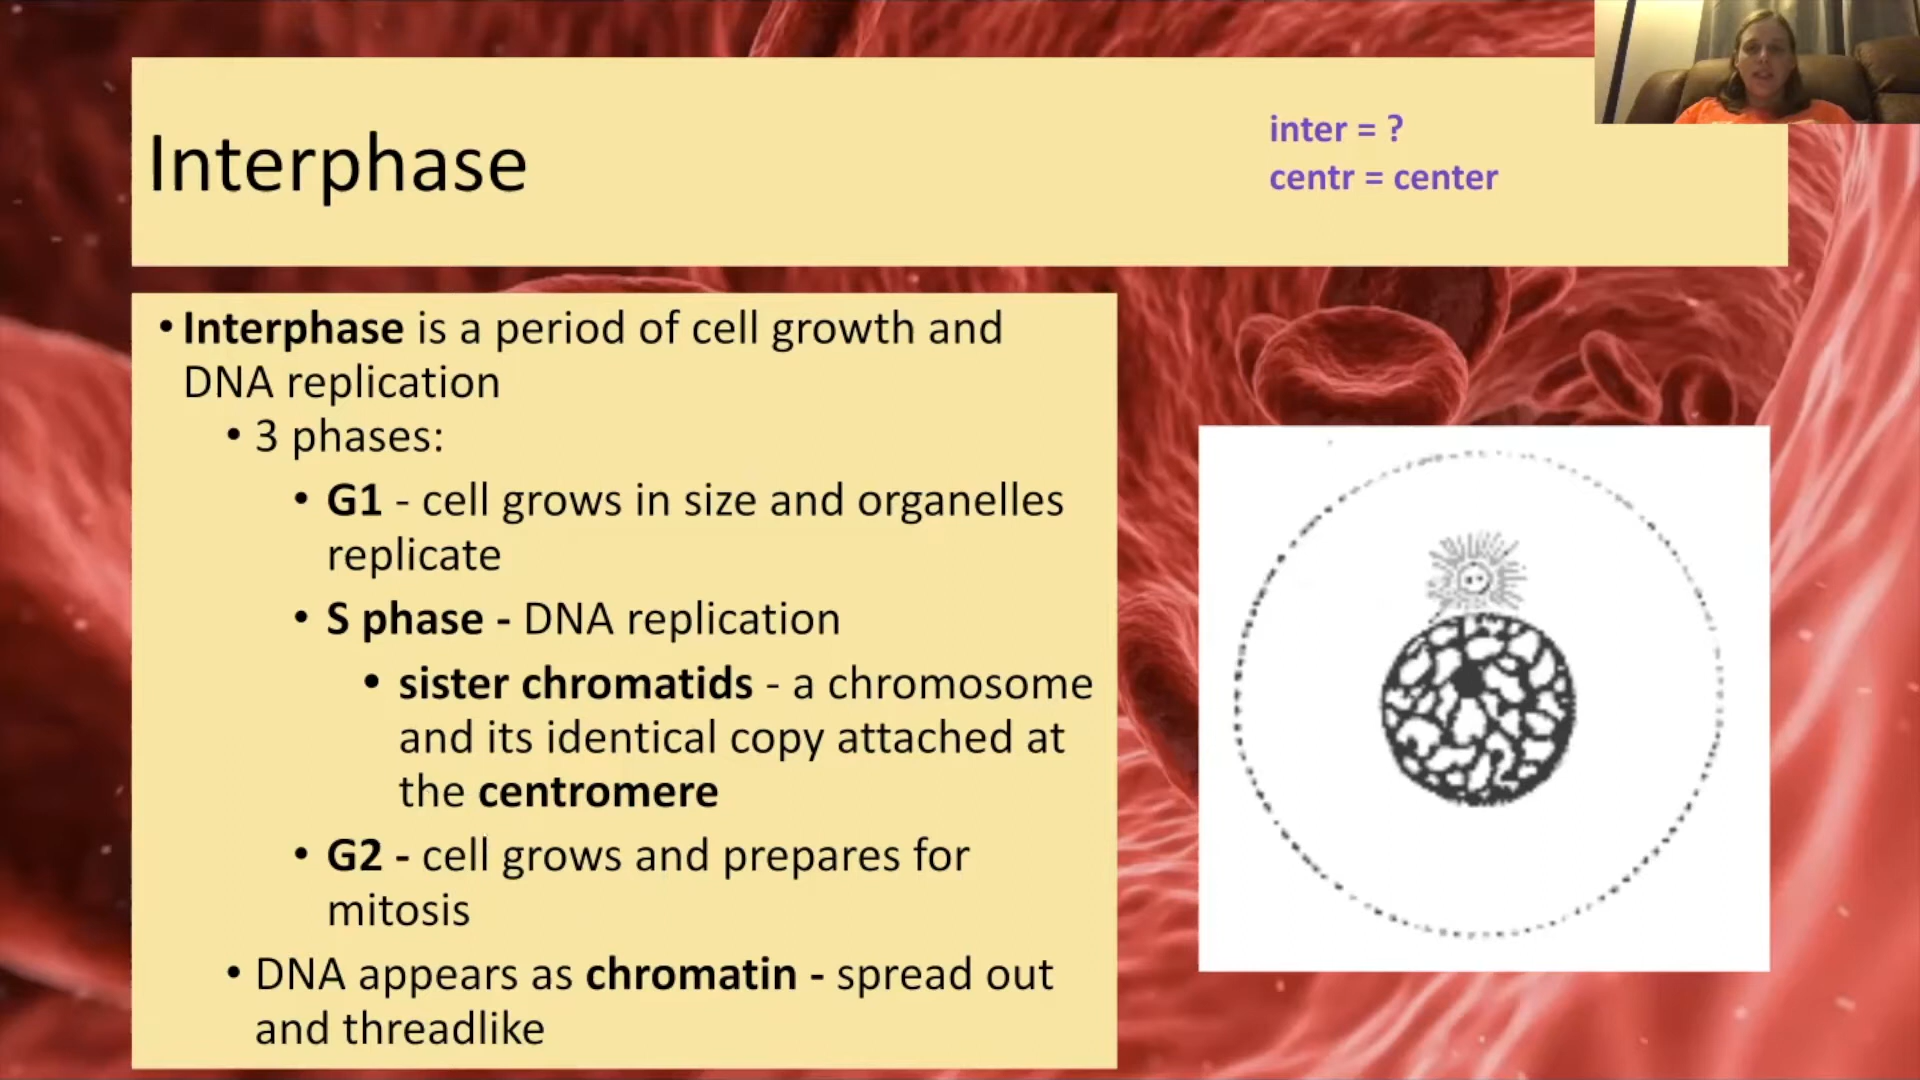 Interphase
inter = ?
centr = center
• Interphase is a period of cell growth and
DNA replication
• 3 phases:
• G1 - cell grows in size and organelles
replicate
• S phase - DNA replication
• sister chromatids - a chromosome
and its identical copy attached at
the centromere
• G2 - cell grows and prepares for
mitosis
• DNA appears as chromatin - spread out
and threadlike